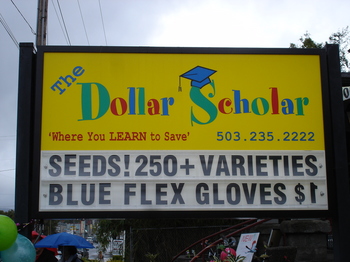 The
Dollar Scholar
'Where You LEARN to Save' 503.235.2222
SEEDS! 250+ VARIETIES
BLUE FLEX GLOVES $1